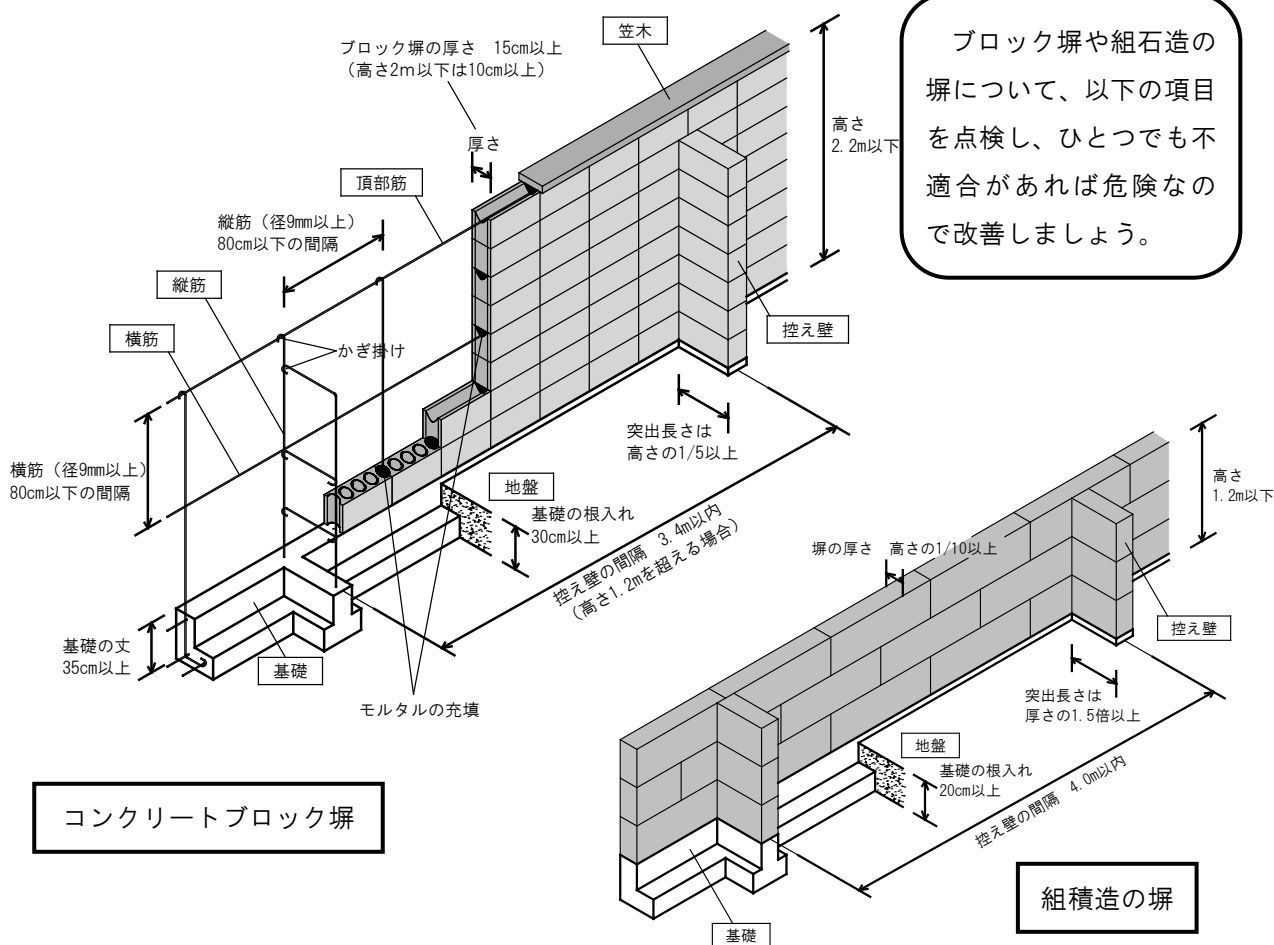 ブロック塀や組石造の
塀について、以下の項目
を点検し、ひとつでも不
適合があれば危険なの
で改善しましょう。
笠木
ブロック塀の厚さ 15cm以上
(高さ2m以下は10cm以上)
厚さ
高さ
2.2m以下
頂部筋
縦筋(径9mm以上)
80cm以下の間隔
縦筋
横筋
かぎ掛け
控え壁
横筋(径9mm以上)
80cm以下の間隔
突出長さは
高さの1/5以上
地盤
基礎の根入れ
30cm以上
控え壁の間隔 3.4m以内
(高さ1.2mを超える場合)
基礎の丈
35cm以上
基礎
モルタルの充填
コンクリートブロック塀
高さ
1.2m以下
塀の厚さ 高さの1/10以上
控え壁
突出長さは
厚さの1.5倍以上
地盤
基礎の根入れ
20cm以上
控え壁の間隔 4.0m以内
基礎
組積造の塀